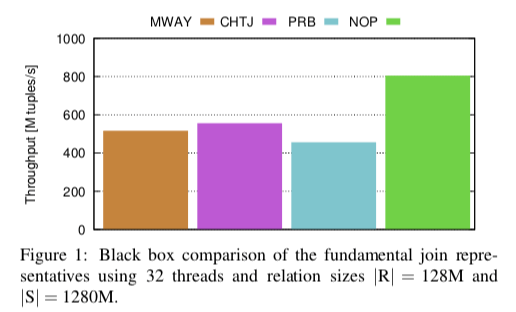 MWAY CHTJ PRB NOP
1000
800
600
400
200
0
Throughput [M tuples/s]
Figure 1: Black box comparison of the fundamental join repre-
sentatives using 32 threads and relation sizes |R| = 128M and
|S| = 1280M.